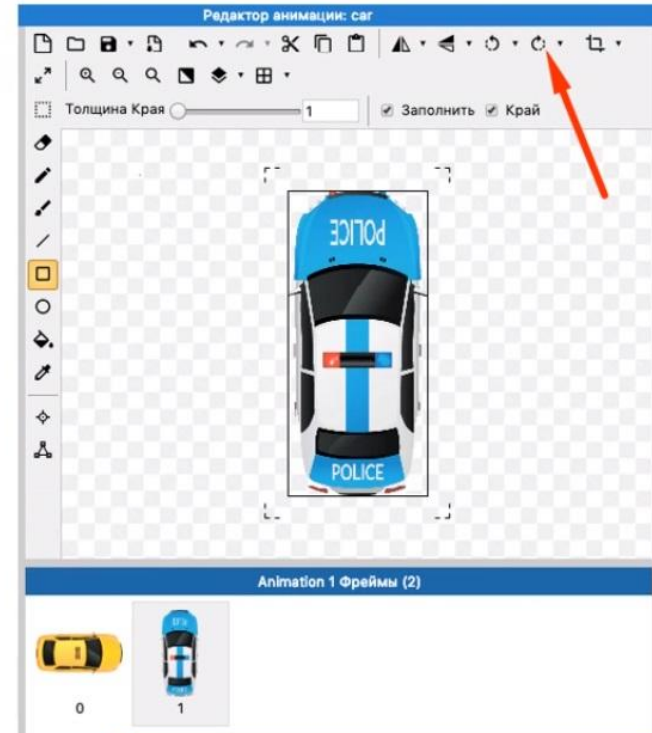 Редактор анимации: car
Толщина Края 1 Заполнить Край
POLICE
POLICE
Animation 1 Фреймы (2)
0 1